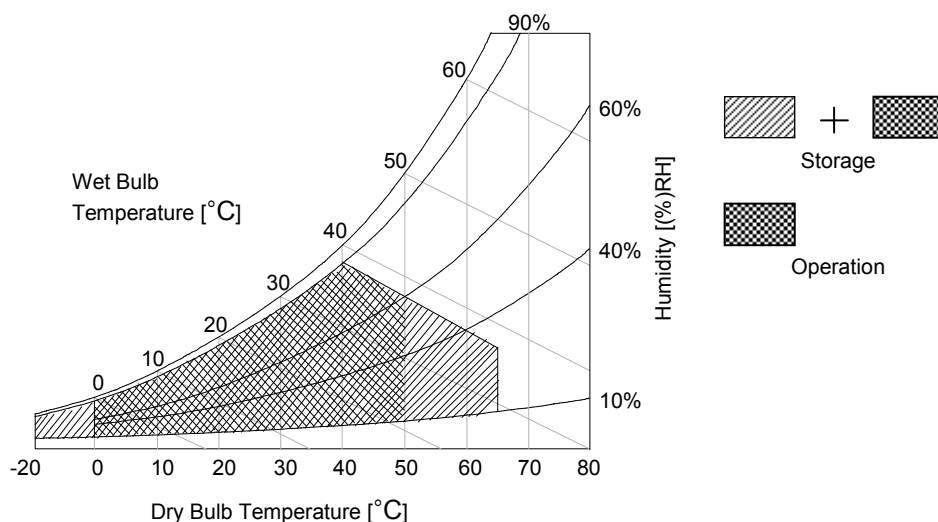 90%
60
60%
50
Wet Bulb
Temperature [°C]
Humidity [(%)RH]
Storage
40
40%
Operation
30
20
10
0
10%
-20 0 10 20 30 40 50 60 70 80
Dry Bulb Temperature [°C]